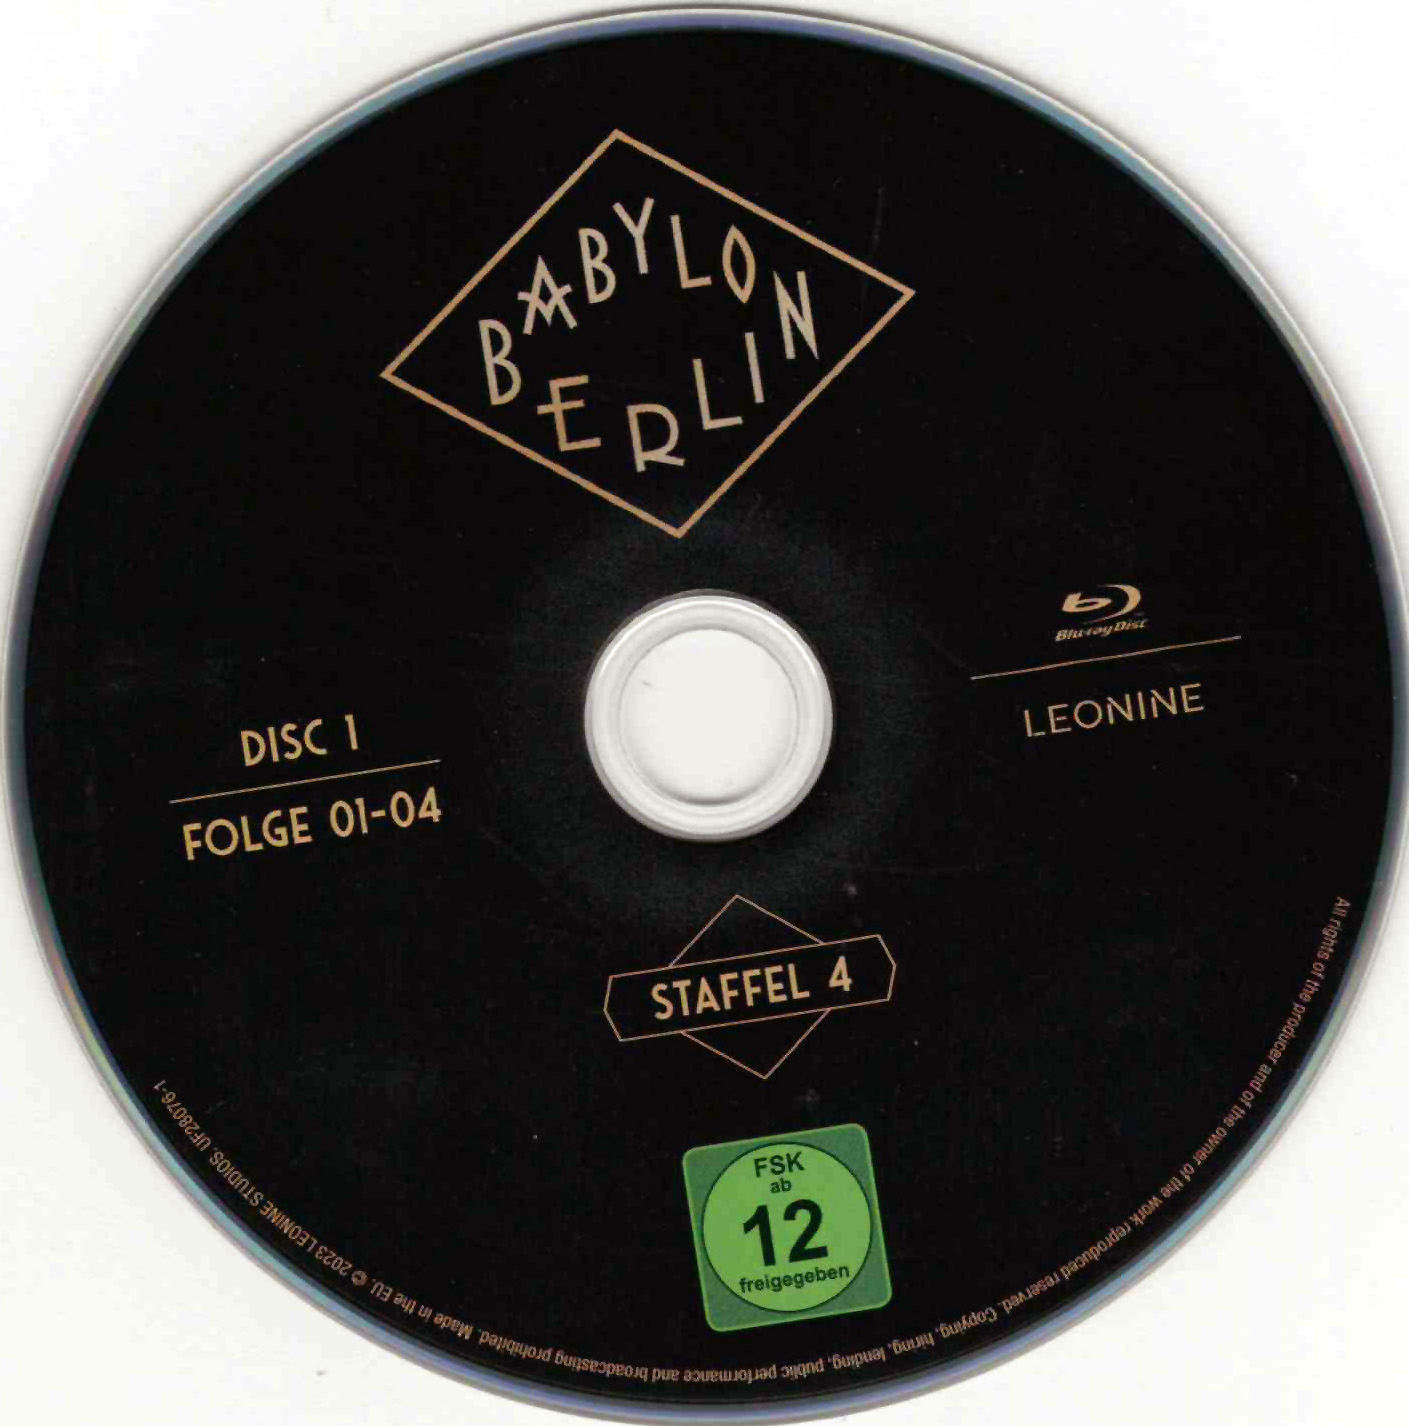 BABYLON
BERLIN
Blu-ray Disc
LEONINE
DISC 1
FOLGE 01-04
STAFFEL 4
FSK
ab
12
freigegeben
All rights of the producer and of the owner of the work reproduced reserved. Copying, hiring, lending, public performance and broadcasting prohibited. Made in the EU. © 2023 LEONINE STUDIOS. UF28076-1